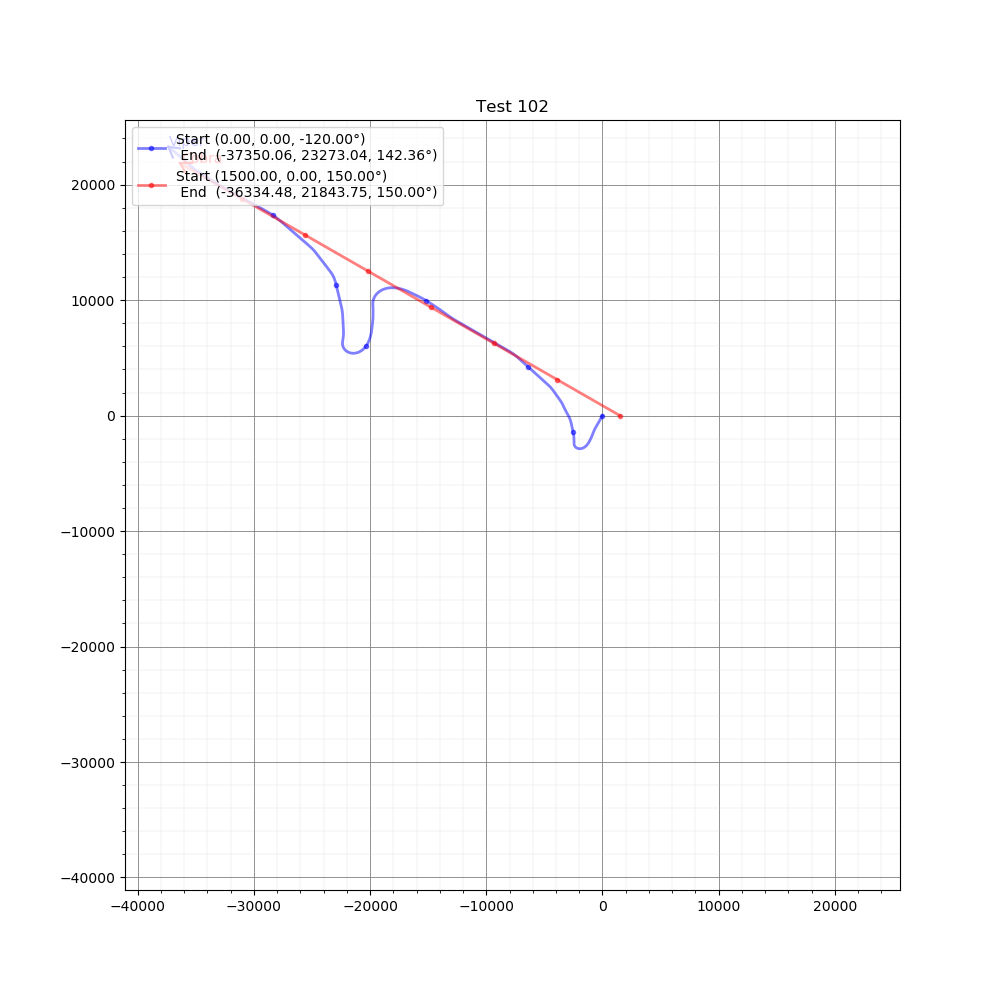 Test 102
Start (0.00, 0.00, -120.00°)
End (-37350.06, 23273.04, 142.36°)
Start (1500.00, 0.00, 150.00°)
End (-36334.48, 21843.75, 150.00°)
20000
10000
0
−10000
−20000
−30000
−40000
−40000 −30000 −20000 −10000 0 10000 20000